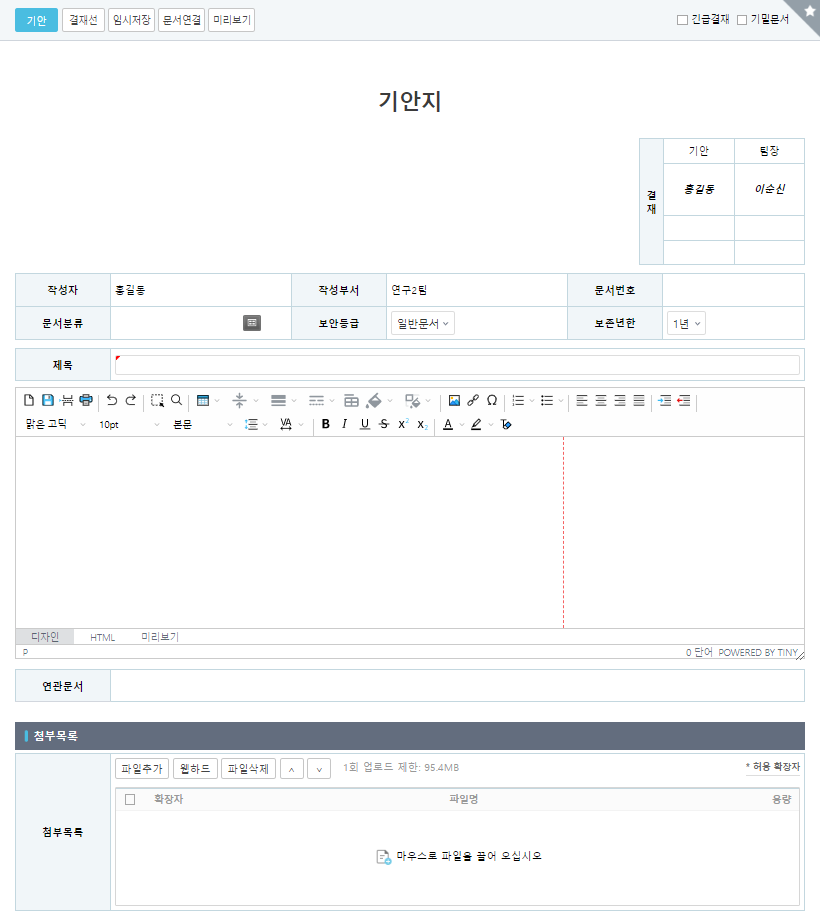 기안 결재선 임시저장 문서연결 미리보기 긴급결재 기밀문서
기안지
결재
기안 팀장
홍길동 이순신
작성자 홍길동 작성부서 연구2팀 문서번호
문서분류 보안등급 일반문서 보존년한 1년
제목
맑은 고딕 10pt 본문 VA B I U S X² X₂ A
디자인 HTML 미리보기
P 0 단어 POWERED BY TINY
연관문서
첨부목록
첨부목록
파일추가 웹하드 파일삭제 1회 업로드 제한: 95.4MB * 허용 확장자
확장자 파일명 용량
마우스로 파일을 끌어 오십시오